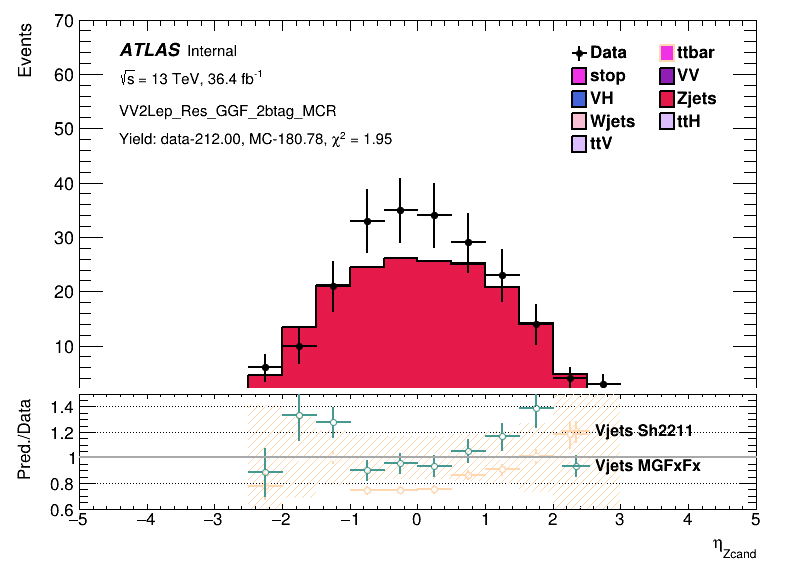 Events
70
60
50
40
30
20
10
ATLAS Internal
√s = 13 TeV, 36.4 fb⁻¹
VV2Lep_Res_GGF_2btag_MCR
Yield: data-212.00, MC-180.78, χ² = 1.95
Data ttbar
stop VV
VH Zjets
Wjets ttH
ttV
Pred./Data
1.4
1.2
1
0.8
0.6
Vjets Sh2211
Vjets MGFxFx
−5 −4 −3 −2 −1 0 1 2 3 4 5
η_Zcand